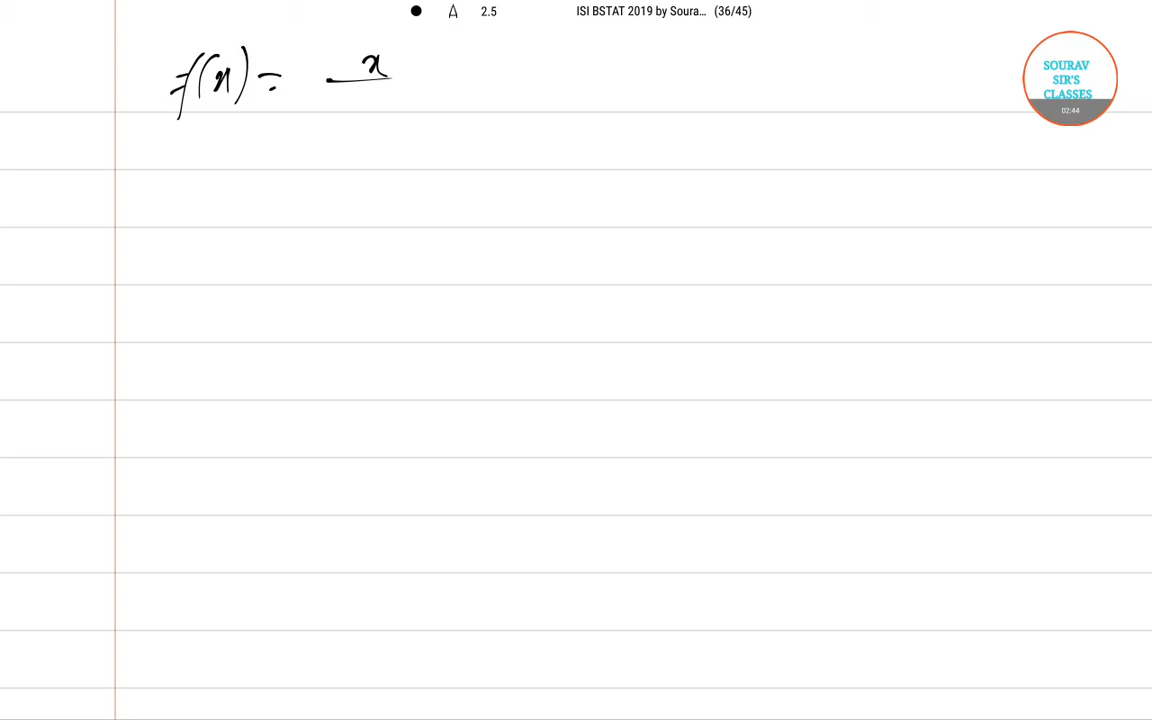 2.5 ISI BSTAT 2019 by Soura... (36/45)
f(x) = x
SOURAV
SIR'S
CLASSES
02:44